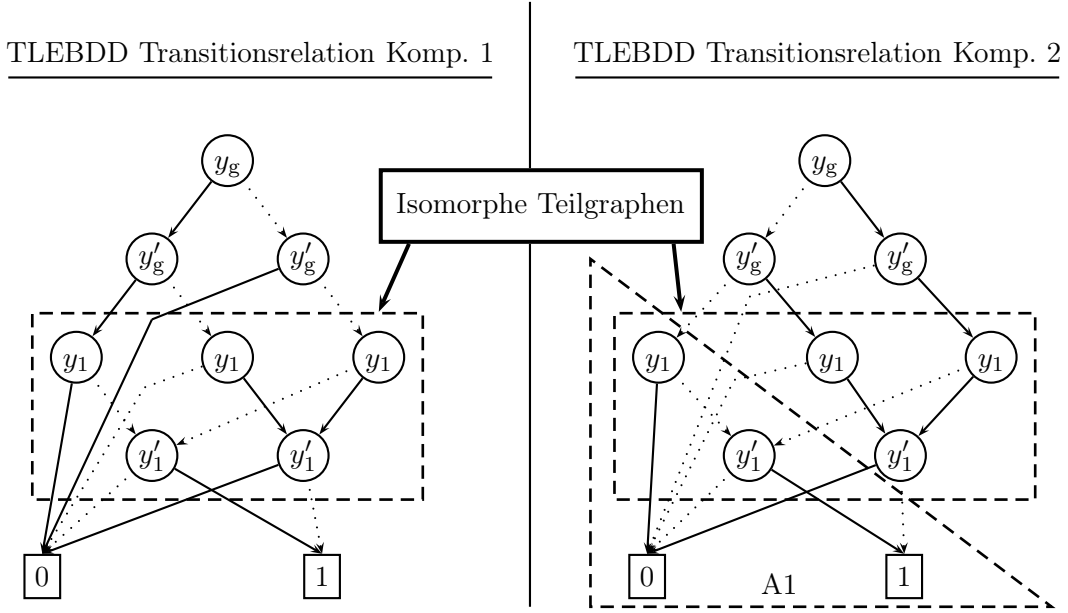 TLEBDD Transitionsrelation Komp. 1
TLEBDD Transitionsrelation Komp. 2
y_g
y_g
Isomorphe Teilgraphen
y'_g
y'_g
y'_g
y'_g
y_1
y_1
y_1
y_1
y_1
y_1
y'_1
y'_1
y'_1
y'_1
0
1
0
1
A1